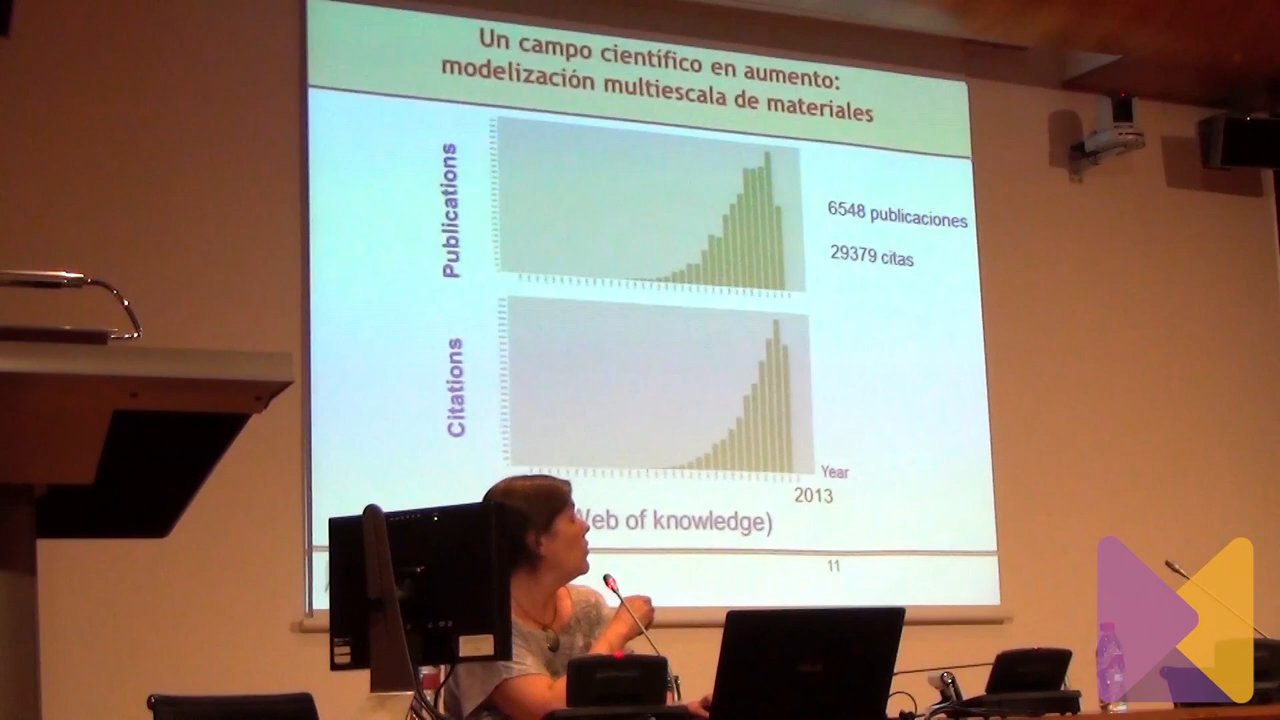 Un campo científico en aumento:
modelización multiescala de materiales
Publications
6548 publicaciones
29379 citas
Citations
Year
2013
of knowledge)
11